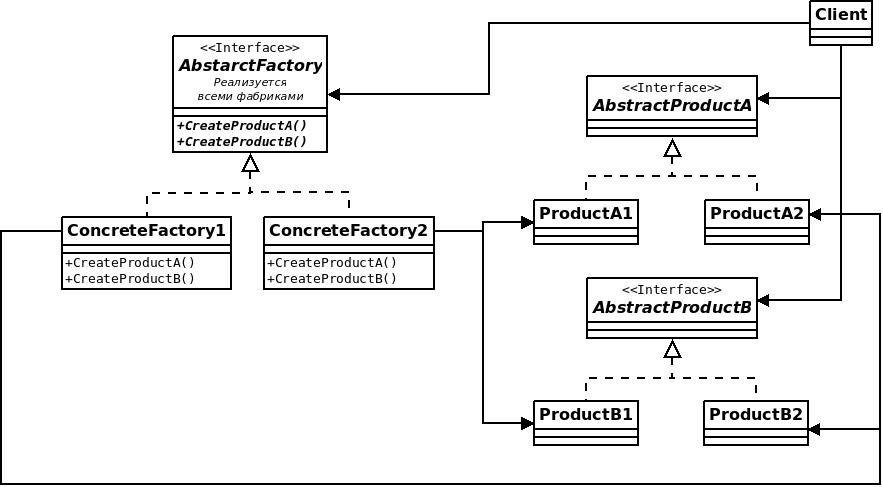 Client
<<Interface>>
AbstarctFactory
Реализуется
всеми фабриками
+CreateProductA()
+CreateProductB()
<<Interface>>
AbstractProductA
ConcreteFactory1
+CreateProductA()
+CreateProductB()
ConcreteFactory2
+CreateProductA()
+CreateProductB()
ProductA1
ProductA2
<<Interface>>
AbstractProductB
ProductB1
ProductB2